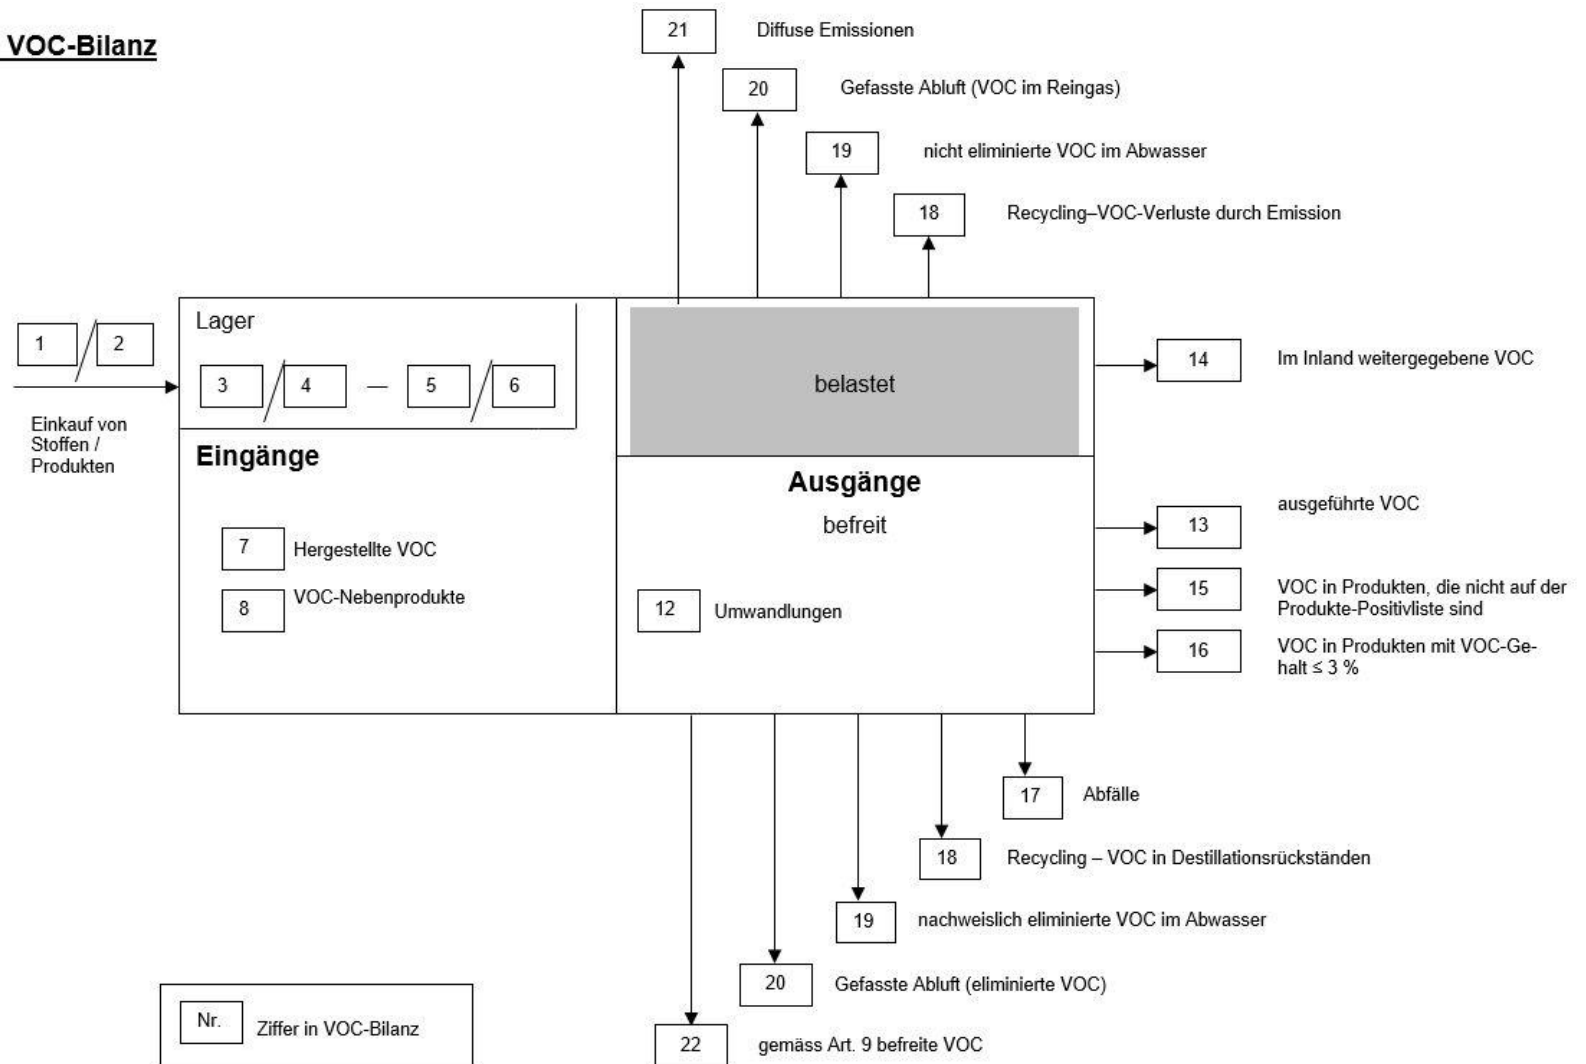 VOC-Bilanz
21 Diffuse Emissionen
20 Gefasste Abluft (VOC im Reingas)
19 nicht eliminierte VOC im Abwasser
18 Recycling–VOC-Verluste durch Emission
1 / 2
Einkauf von
Stoffen /
Produkten
Lager
3 / 4 — 5 / 6
Eingänge
7 Hergestellte VOC
8 VOC-Nebenprodukte
belastet
Ausgänge
befreit
12 Umwandlungen
14 Im Inland weitergegebene VOC
13 ausgeführte VOC
15 VOC in Produkten, die nicht auf der
Produkte-Positivliste sind
16 VOC in Produkten mit VOC-Ge-
halt ≤ 3 %
17 Abfälle
18 Recycling – VOC in Destillationsrückständen
19 nachweislich eliminierte VOC im Abwasser
20 Gefasste Abluft (eliminierte VOC)
22 gemäss Art. 9 befreite VOC
Nr. Ziffer in VOC-Bilanz